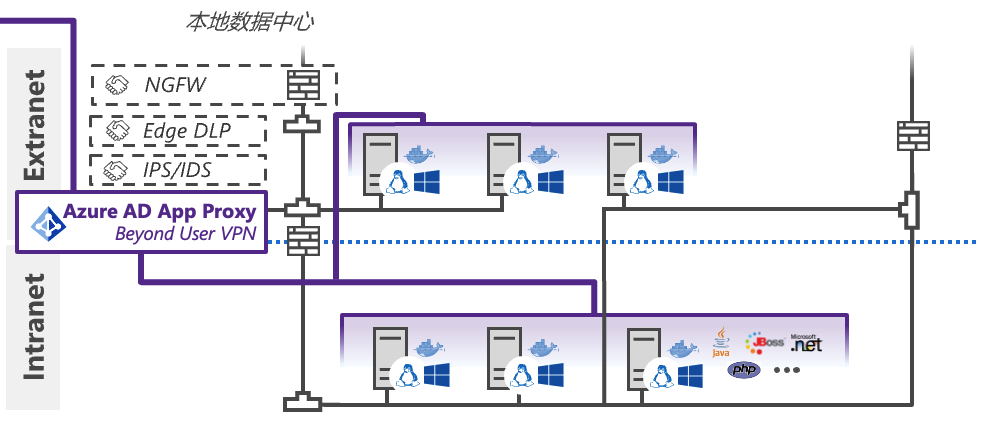 本地数据中心
Extranet
NGFW
Edge DLP
IPS/IDS
Azure AD App Proxy
Beyond User VPN
Intranet
Java
JBoss
Microsoft
.net
php